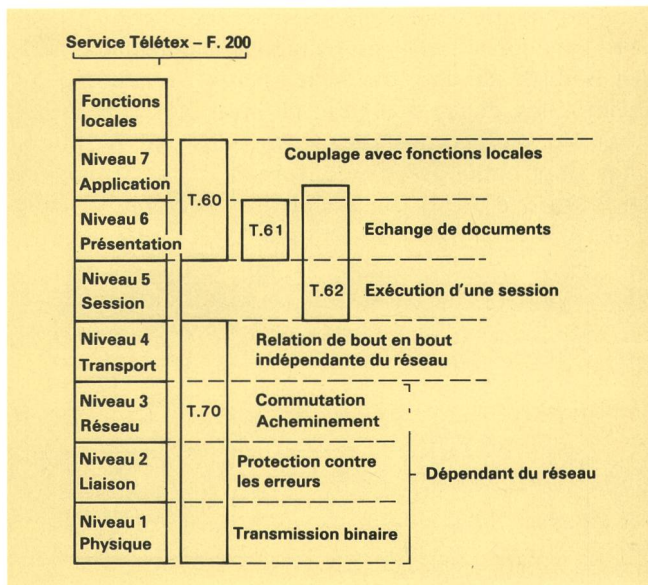 Service Télétex – F. 200
Fonctions
locales
Niveau 7
Application
Couplage avec fonctions locales
T.60
Niveau 6
Présentation
T.61
Echange de documents
Niveau 5
Session
T.62
Exécution d'une session
Niveau 4
Transport
Relation de bout en bout
indépendante du réseau
Niveau 3
Réseau
T.70
Commutation
Acheminement
Niveau 2
Liaison
Protection contre
les erreurs
Dépendant du réseau
Niveau 1
Physique
Transmission binaire